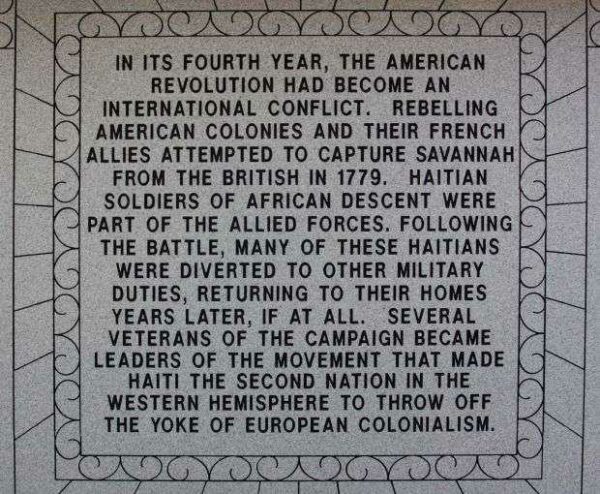 IN ITS FOURTH YEAR, THE AMERICAN
REVOLUTION HAD BECOME AN
INTERNATIONAL CONFLICT. REBELLING
AMERICAN COLONIES AND THEIR FRENCH
ALLIES ATTEMPTED TO CAPTURE SAVANNAH
FROM THE BRITISH IN 1779. HAITIAN
SOLDIERS OF AFRICAN DESCENT WERE
PART OF THE ALLIED FORCES. FOLLOWING
THE BATTLE, MANY OF THESE HAITIANS
WERE DIVERTED TO OTHER MILITARY
DUTIES, RETURNING TO THEIR HOMES
YEARS LATER, IF AT ALL. SEVERAL
VETERANS OF THE CAMPAIGN BECAME
LEADERS OF THE MOVEMENT THAT MADE
HAITI THE SECOND NATION IN THE
WESTERN HEMISPHERE TO THROW OFF
THE YOKE OF EUROPEAN COLONIALISM.